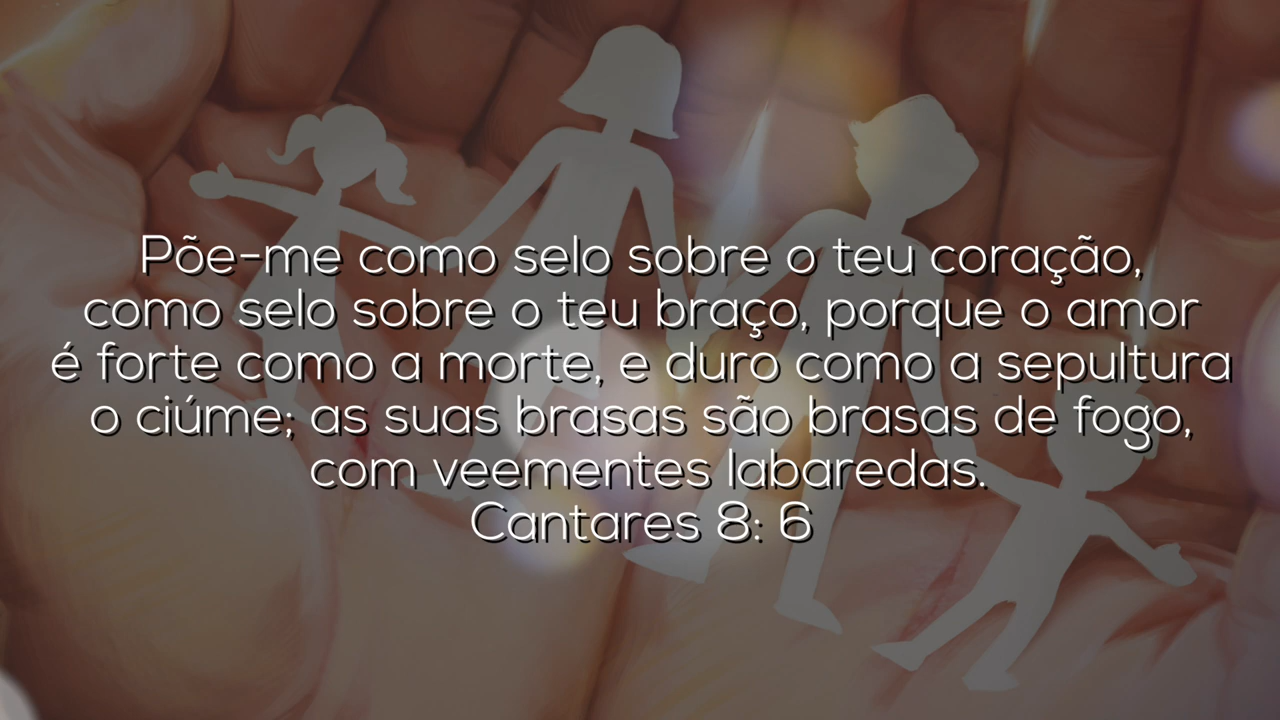 Põe-me como selo sobre o teu coração,
como selo sobre o teu braço, porque o amor
é forte como a morte, e duro como a sepultura
o ciúme; as suas brasas são brasas de fogo,
com veementes labaredas.
Cantares 8: 6